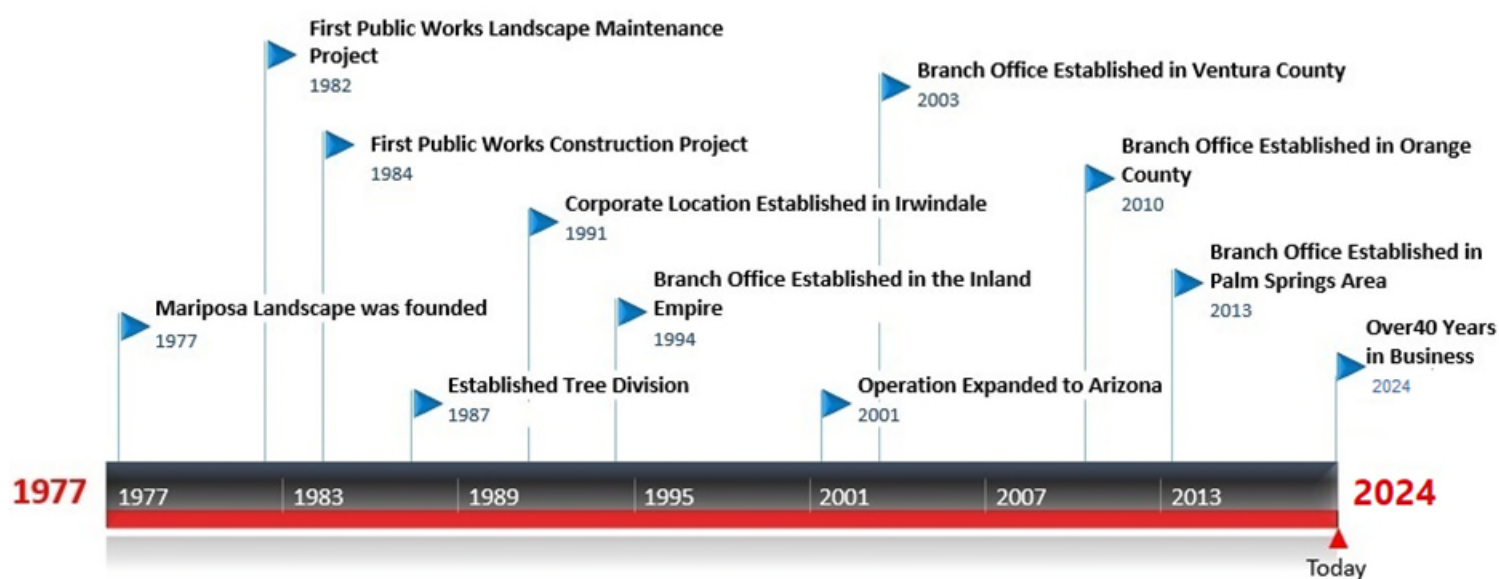 First Public Works Landscape Maintenance
Project
1982
First Public Works Construction Project
1984
Mariposa Landscape was founded
1977
Established Tree Division
1987
Corporate Location Established in Irwindale
1991
Branch Office Established in the Inland
Empire
1994
Operation Expanded to Arizona
2001
Branch Office Established in Ventura County
2003
Branch Office Established in Orange
County
2010
Branch Office Established in
Palm Springs Area
2013
Over40 Years
in Business
2024
1977
1977
1983
1989
1995
2001
2007
2013
2024
Today